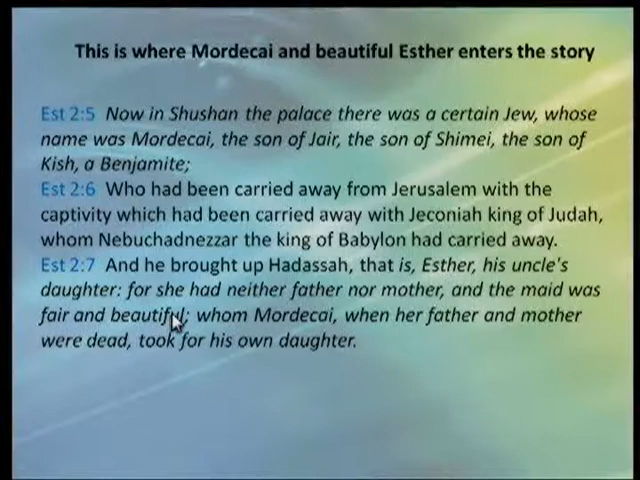 This is where Mordecai and beautiful Esther enters the story
Est 2:5 Now in Shushan the palace there was a certain Jew, whose
name was Mordecai, the son of Jair, the son of Shimei, the son of
Kish, a Benjamite;
Est 2:6 Who had been carried away from Jerusalem with the
captivity which had been carried away with Jeconiah king of Judah,
whom Nebuchadnezzar the king of Babylon had carried away.
Est 2:7 And he brought up Hadassah, that is, Esther, his uncle's
daughter: for she had neither father nor mother, and the maid was
fair and beautiful; whom Mordecai, when her father and mother
were dead, took for his own daughter.